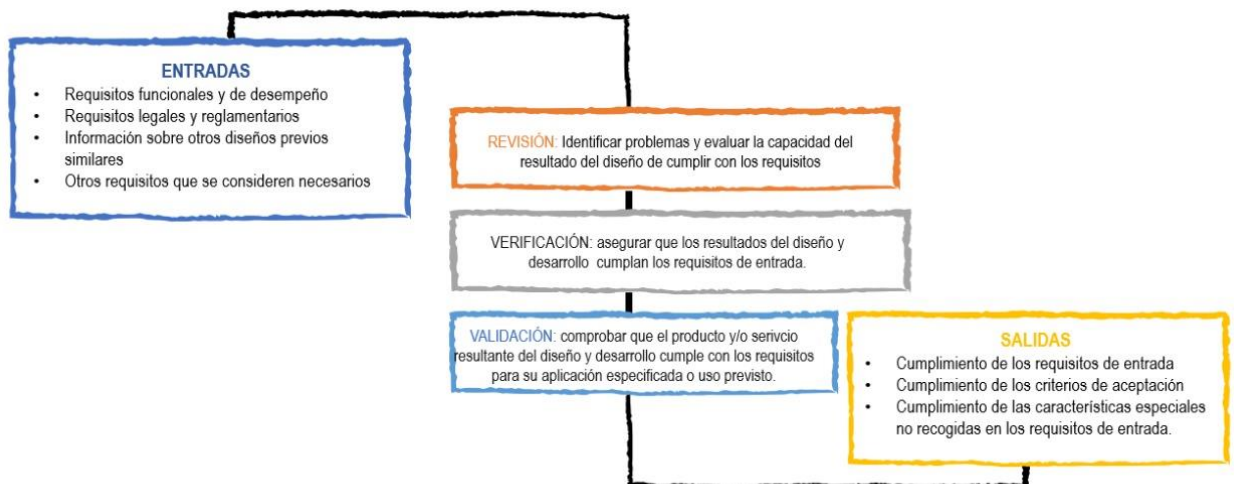 ENTRADAS
• Requisitos funcionales y de desempeño
• Requisitos legales y reglamentarios
• Información sobre otros diseños previos
similares
• Otros requisitos que se consideren necesarios
REVISIÓN: Identificar problemas y evaluar la capacidad del
resultado del diseño de cumplir con los requisitos
VERIFICACIÓN: asegurar que los resultados del diseño y
desarrollo cumplan los requisitos de entrada.
VALIDACIÓN: comprobar que el producto y/o serivcio
resultante del diseño y desarrollo cumple con los requisitos
para su aplicación especificada o uso previsto.
SALIDAS
• Cumplimiento de los requisitos de entrada
• Cumplimiento de los criterios de aceptación
• Cumplimiento de las características especiales
no recogidas en los requisitos de entrada.